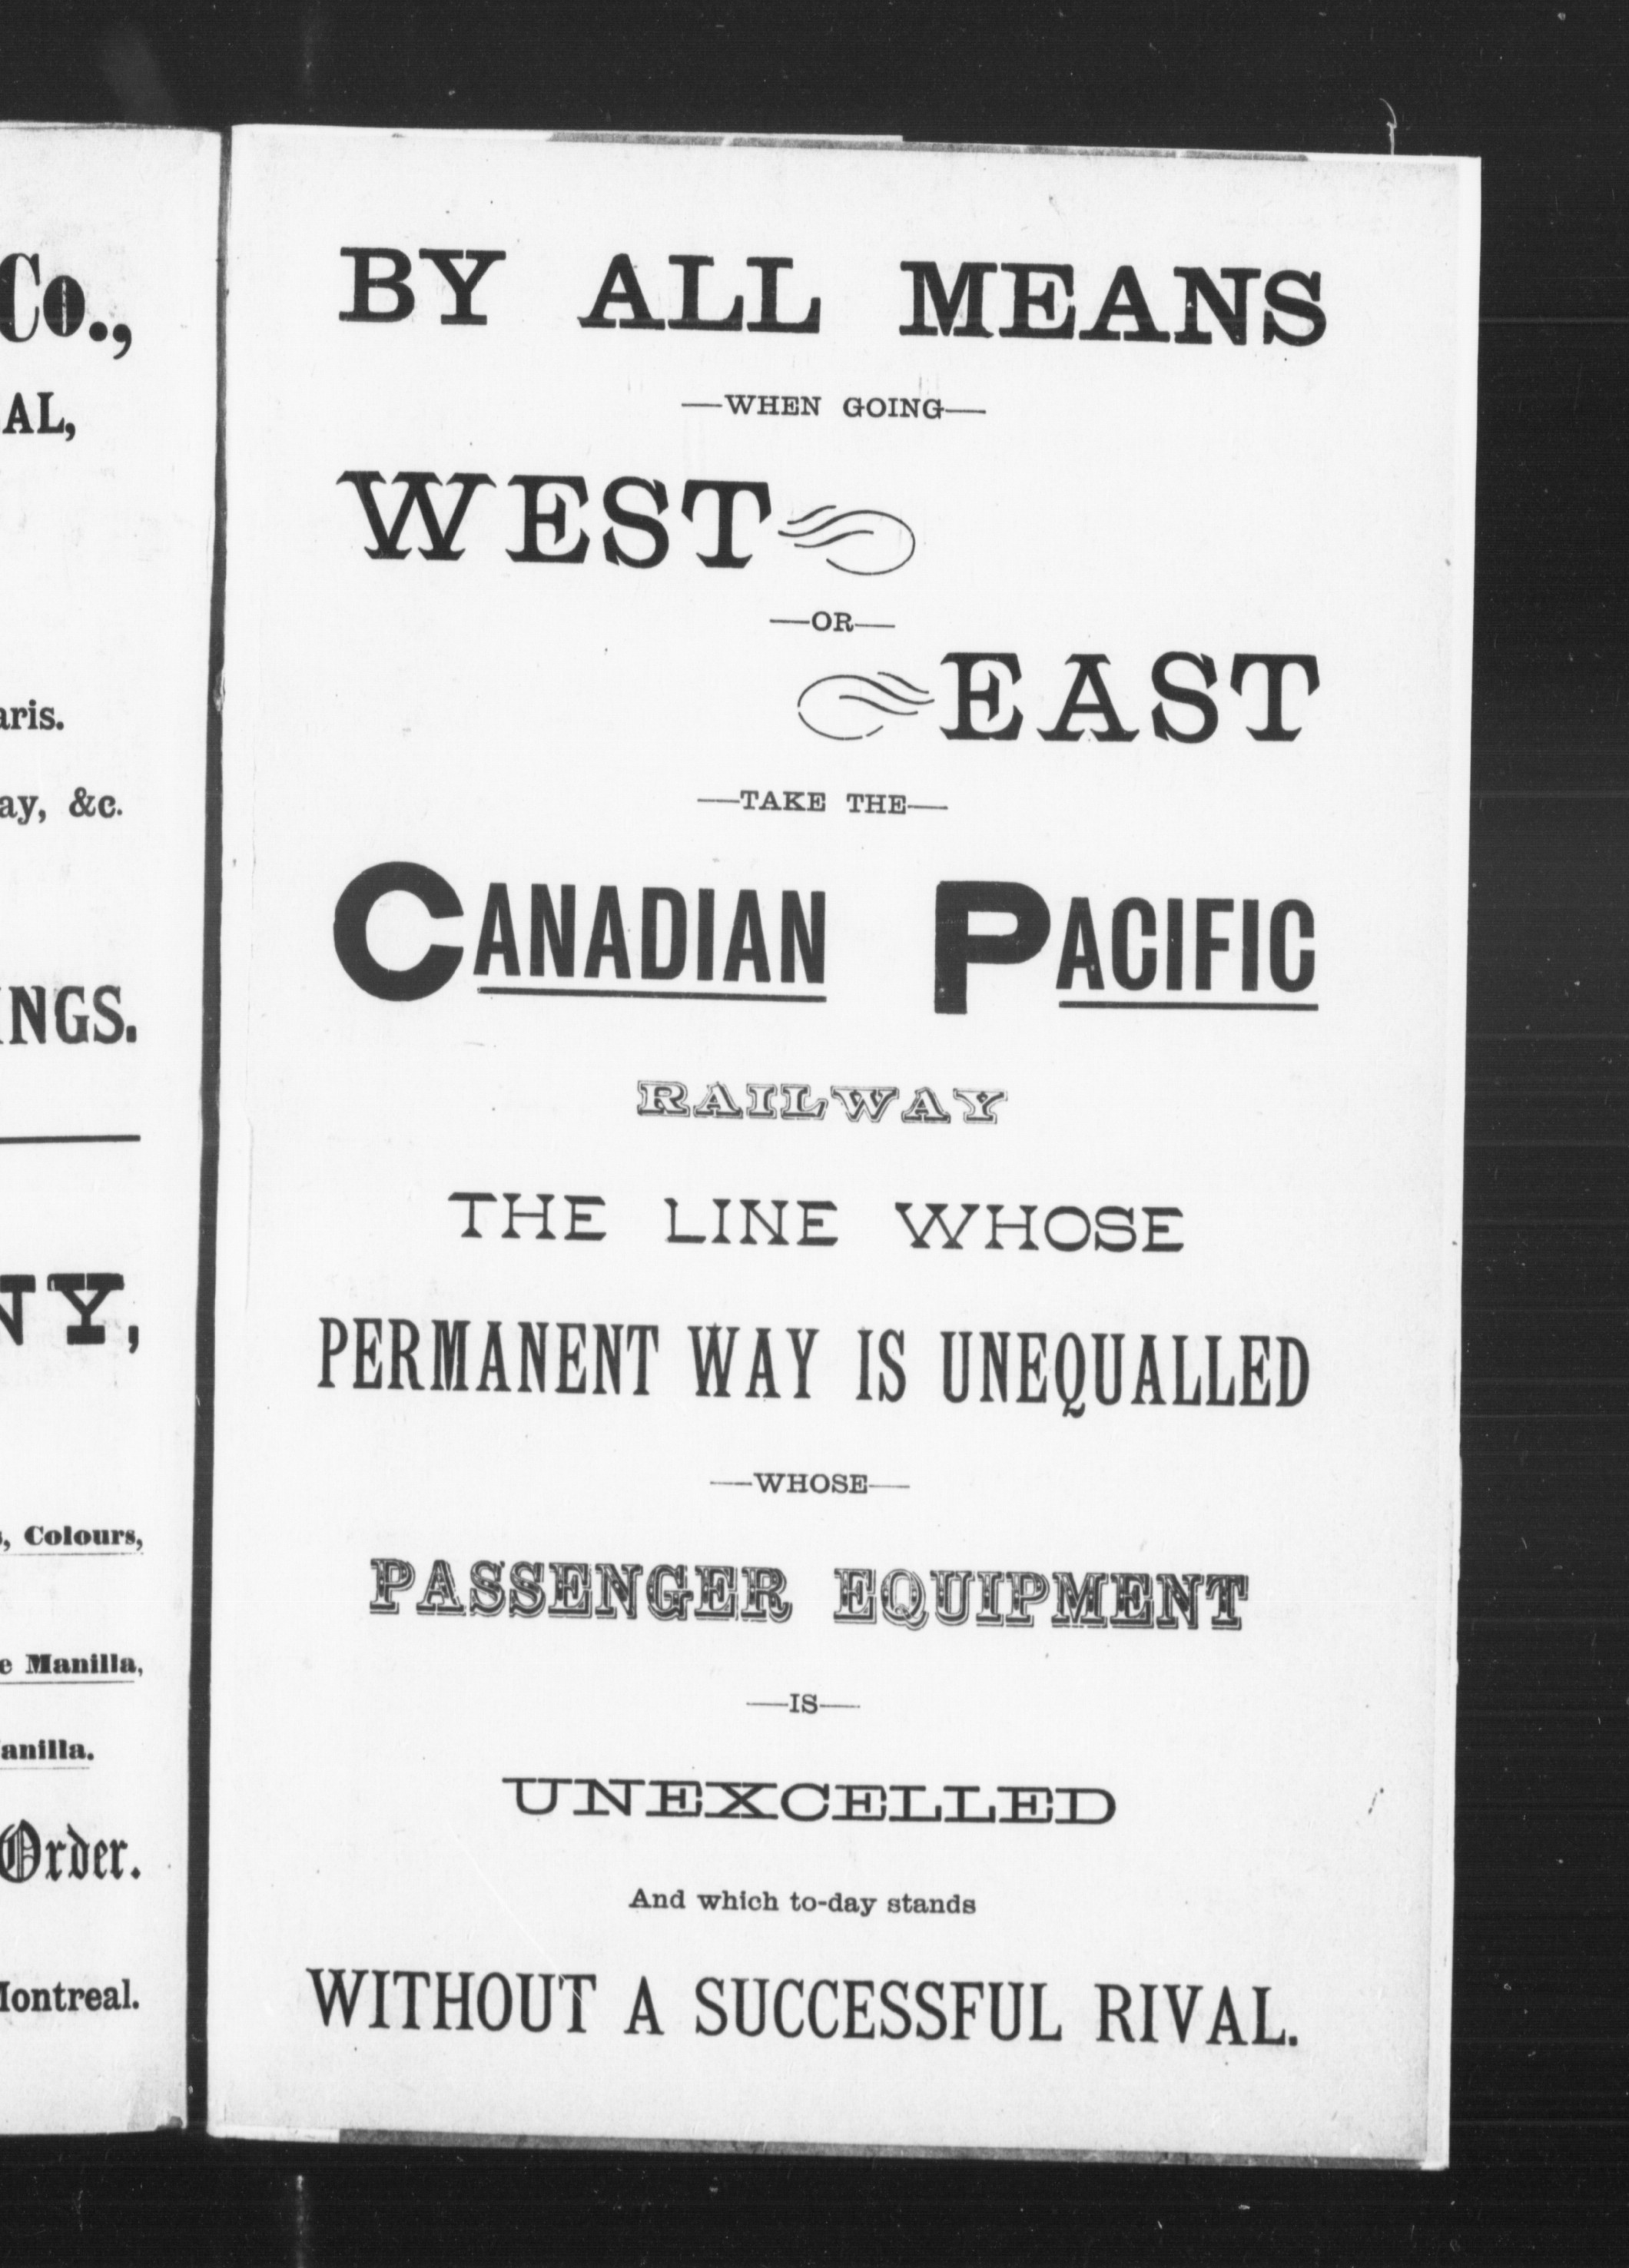 Co.,
AL,
aris.
ay, &c.
INGS.
NY,
, Colours,
e Manilla,
anilla.
Order.
Montreal.
BY ALL MEANS
—WHEN GOING—
WEST
—OR—
EAST
—TAKE THE—
CANADIAN PACIFIC
RAILWAY
THE LINE WHOSE
PERMANENT WAY IS UNEQUALLED
—WHOSE—
PASSENGER EQUIPMENT
—IS—
UNEXCELLED
And which to-day stands
WITHOUT A SUCCESSFUL RIVAL.